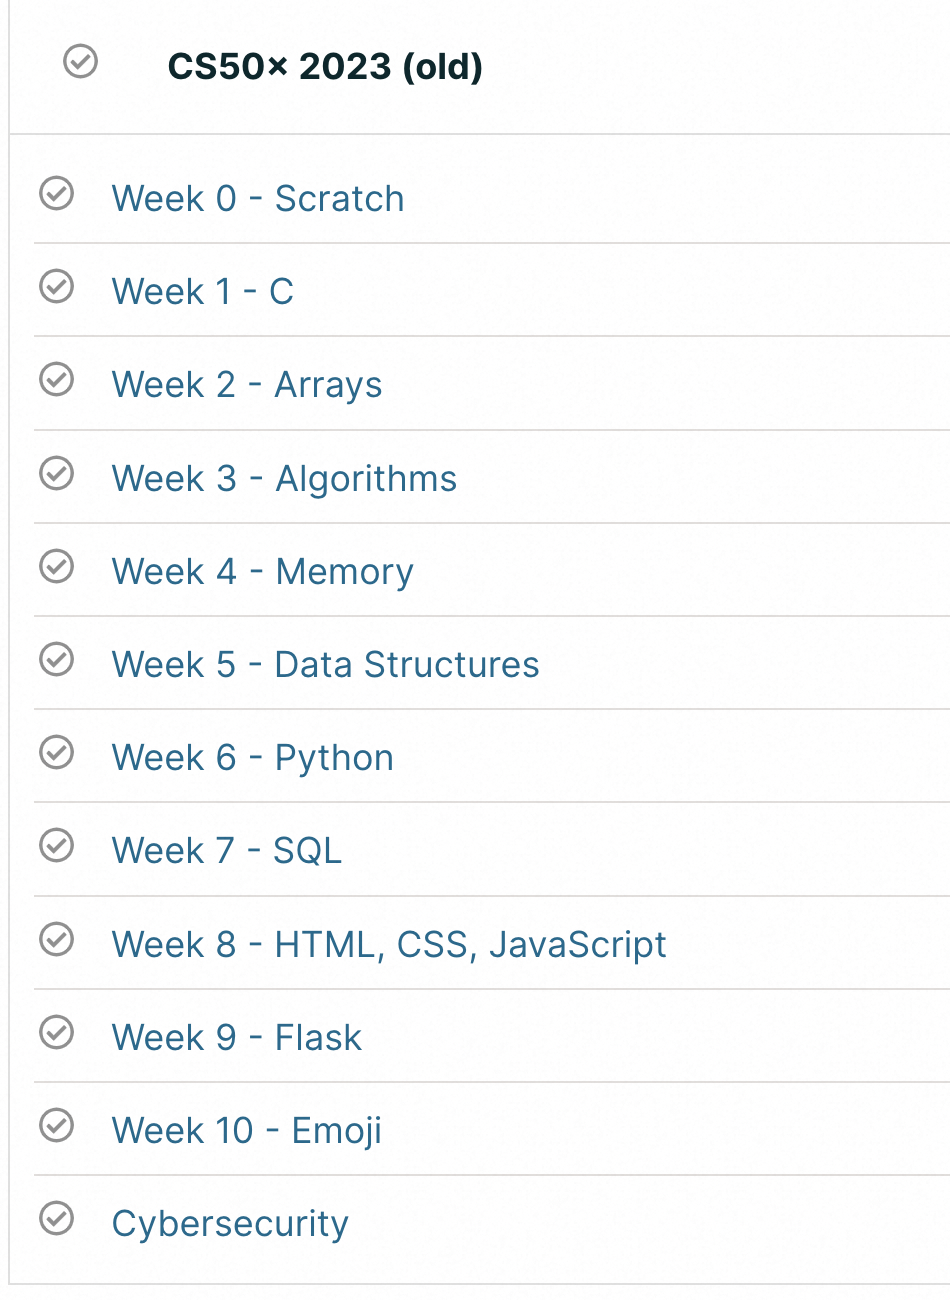 CS50× 2023 (old)
Week 0 - Scratch
Week 1 - C
Week 2 - Arrays
Week 3 - Algorithms
Week 4 - Memory
Week 5 - Data Structures
Week 6 - Python
Week 7 - SQL
Week 8 - HTML, CSS, JavaScript
Week 9 - Flask
Week 10 - Emoji
Cybersecurity